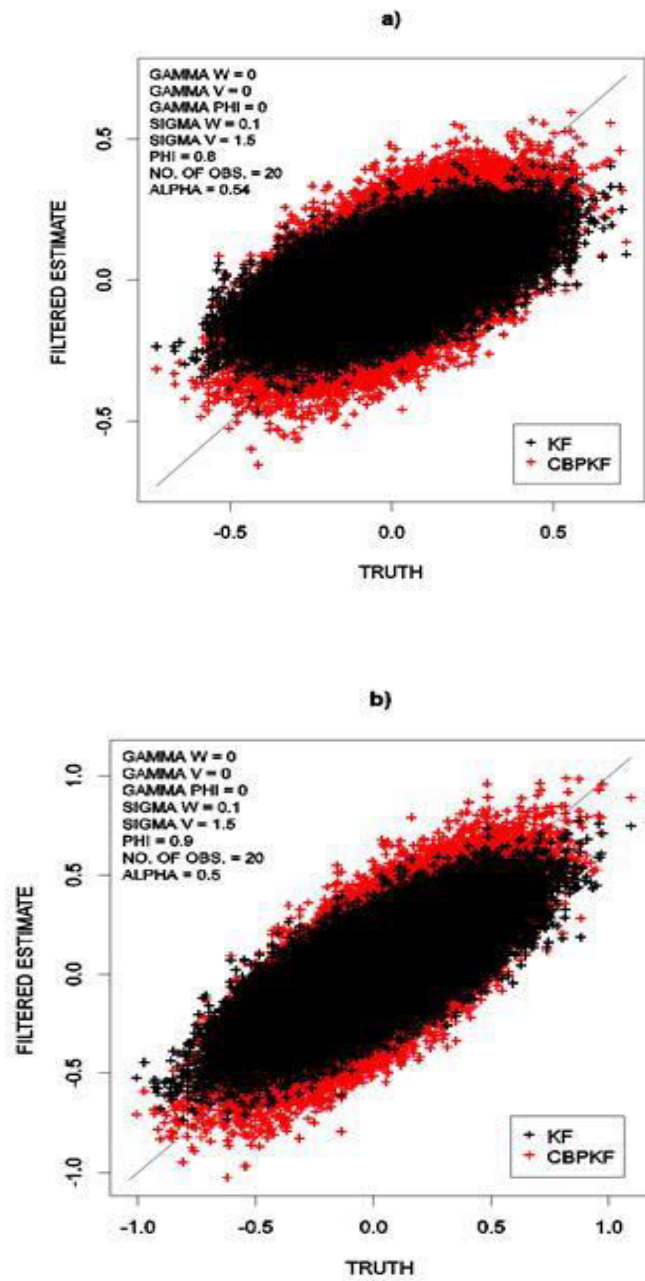 a)
GAMMA W = 0
GAMMA V = 0
GAMMA PHI = 0
SIGMA W = 0.1
SIGMA V = 1.5
PHI = 0.8
NO. OF OBS. = 20
ALPHA = 0.54
FILTERED ESTIMATE
0.5
0.0
-0.5
KF
CBPKF
-0.5 0.0 0.5
TRUTH
b)
GAMMA W = 0
GAMMA V = 0
GAMMA PHI = 0
SIGMA W = 0.1
SIGMA V = 1.5
PHI = 0.9
NO. OF OBS. = 20
ALPHA = 0.5
FILTERED ESTIMATE
1.0
0.5
0.0
-0.5
-1.0
KF
CBPKF
-1.0 -0.5 0.0 0.5 1.0
TRUTH